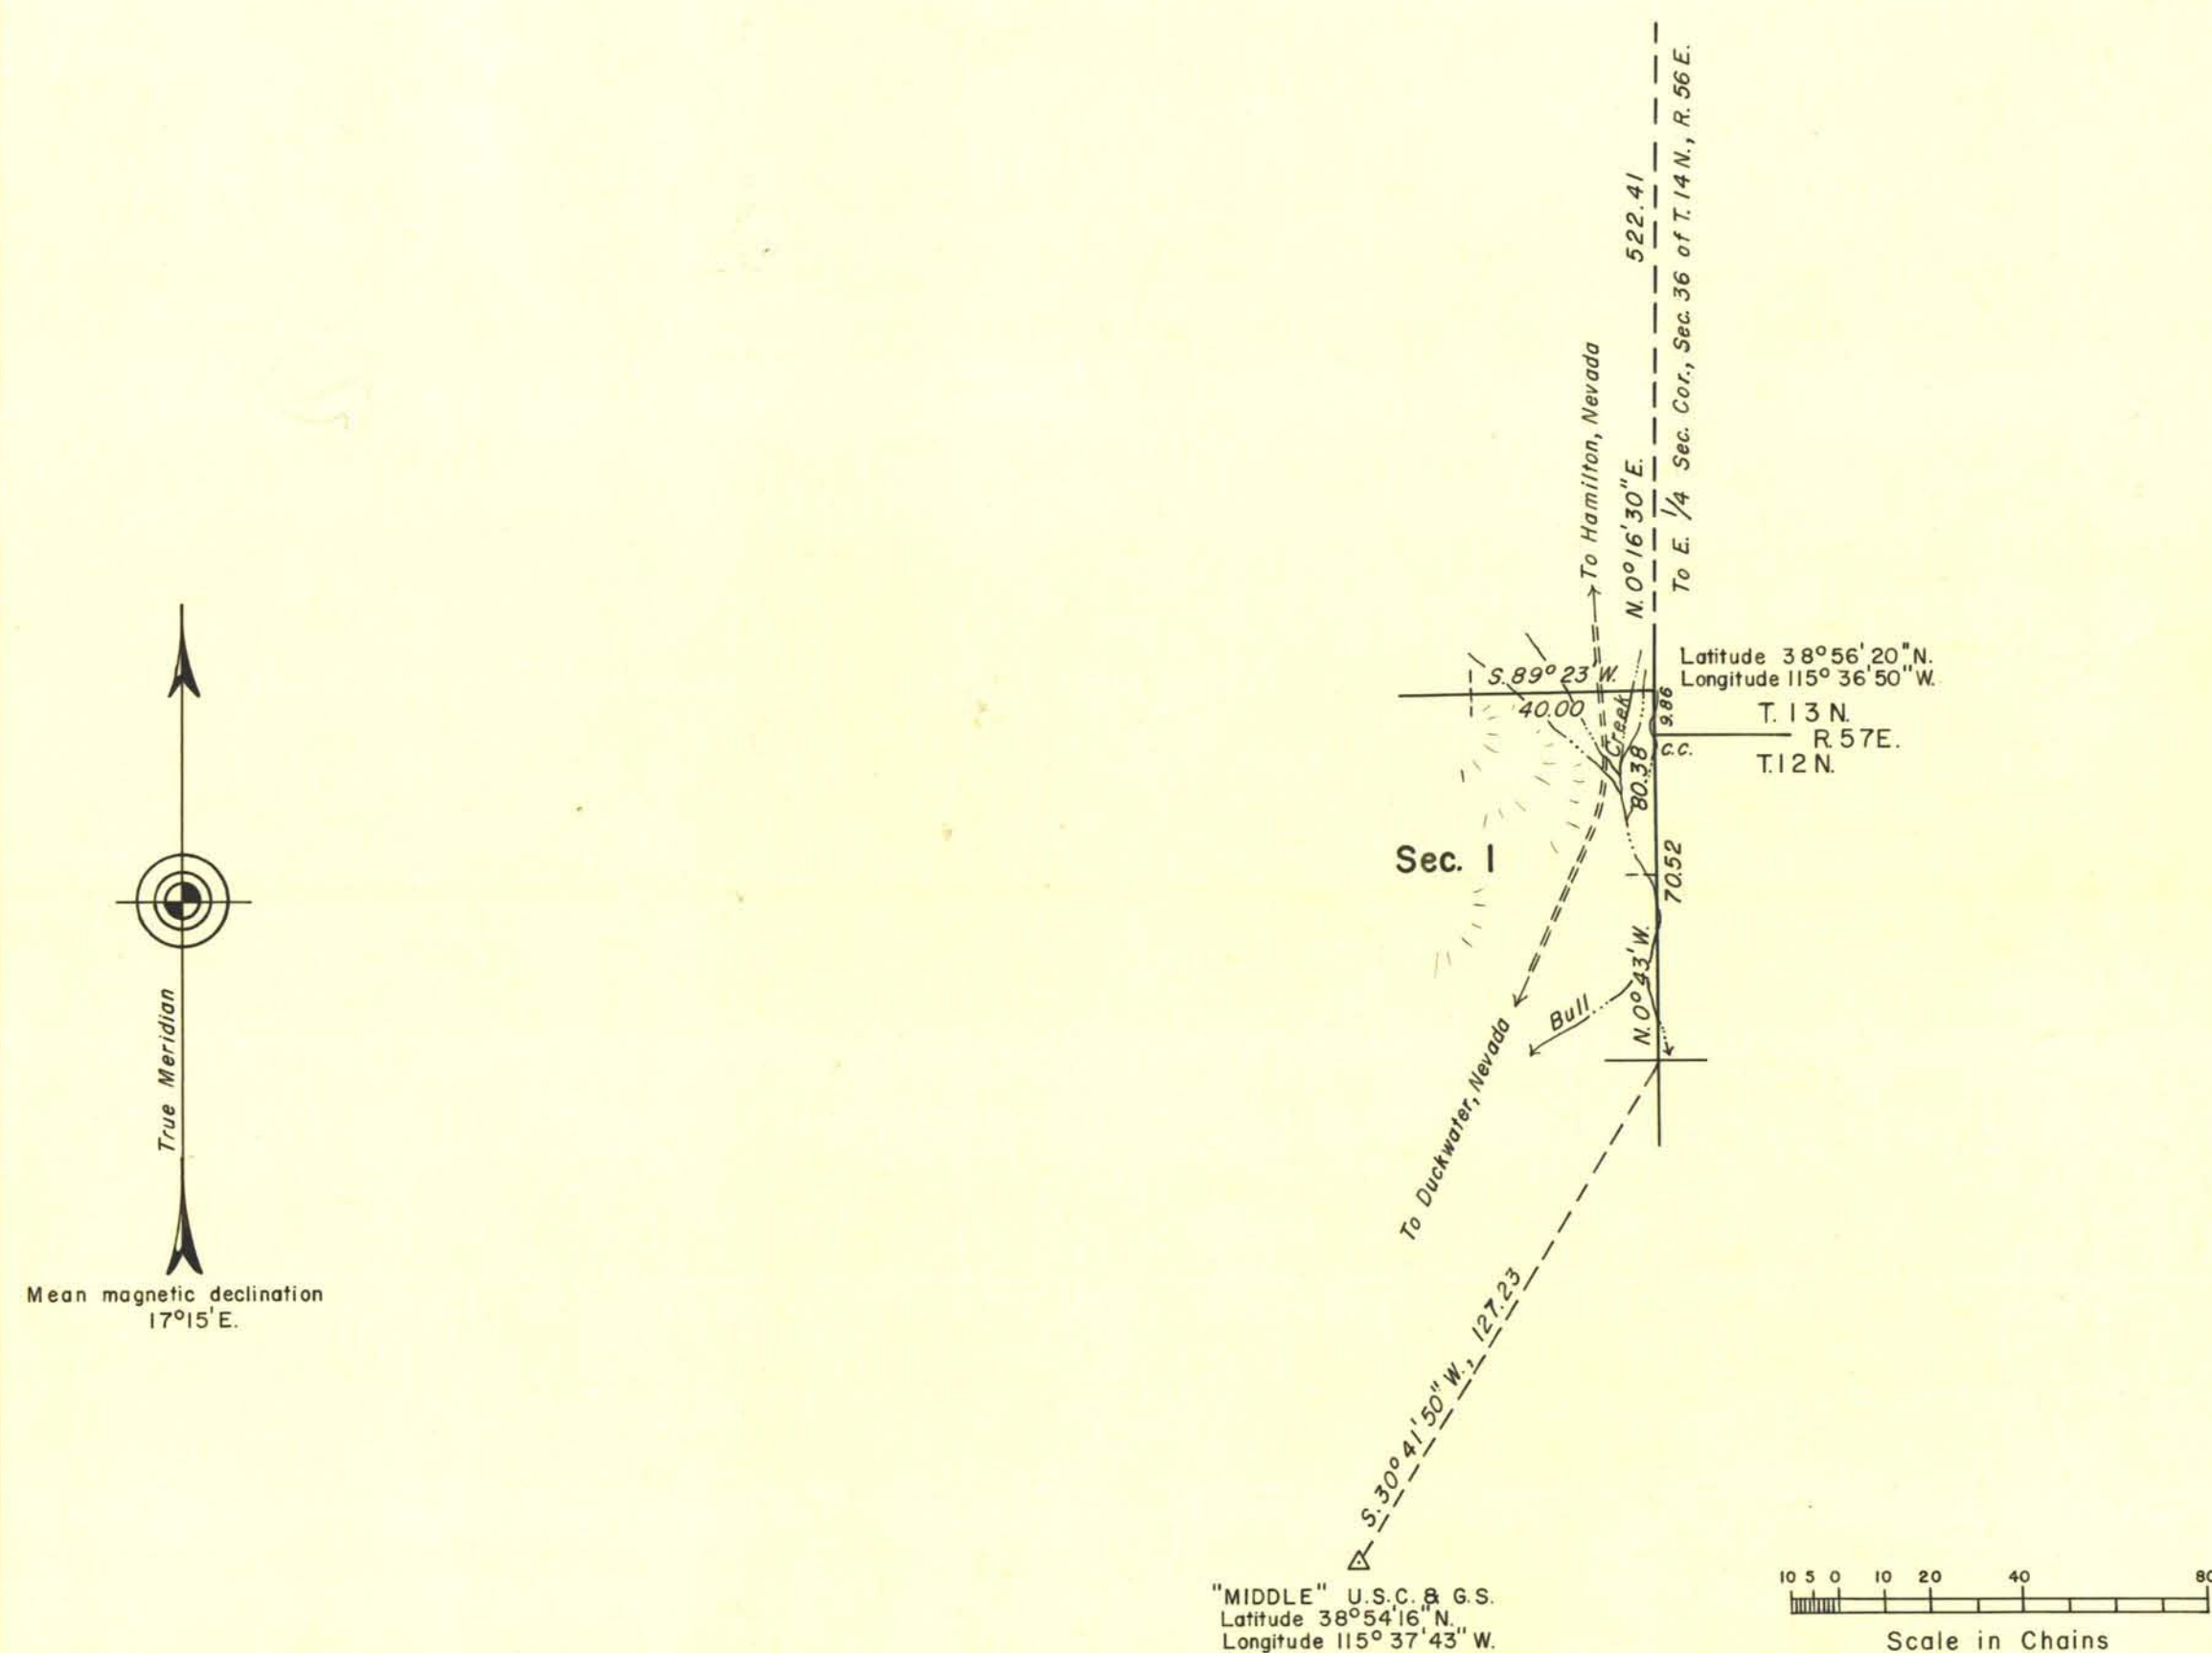 522.41
To E. 1/4 Sec. Cor., Sec. 36 of T. 14 N., R. 56 E.
N. 0° 16' 30" E.
To Hamilton, Nevada
Latitude 38° 56' 20" N.
Longitude 115° 36' 50" W.
S. 89° 23' W.
40.00
Creek
9.86
T. 13 N.
R. 57 E.
C.C.
T. 12 N.
80.38
Sec. 1
70.52
N. 0° 43' W.
Bull
To Duckwater, Nevada
True Meridian
Mean magnetic declination
17° 15' E.
S. 30° 41' 50" W., 127.23
"MIDDLE" U.S.C. & G.S.
Latitude 38° 54' 16" N.
Longitude 115° 37' 43" W.
10 5 0 10 20 40 80
Scale in Chains